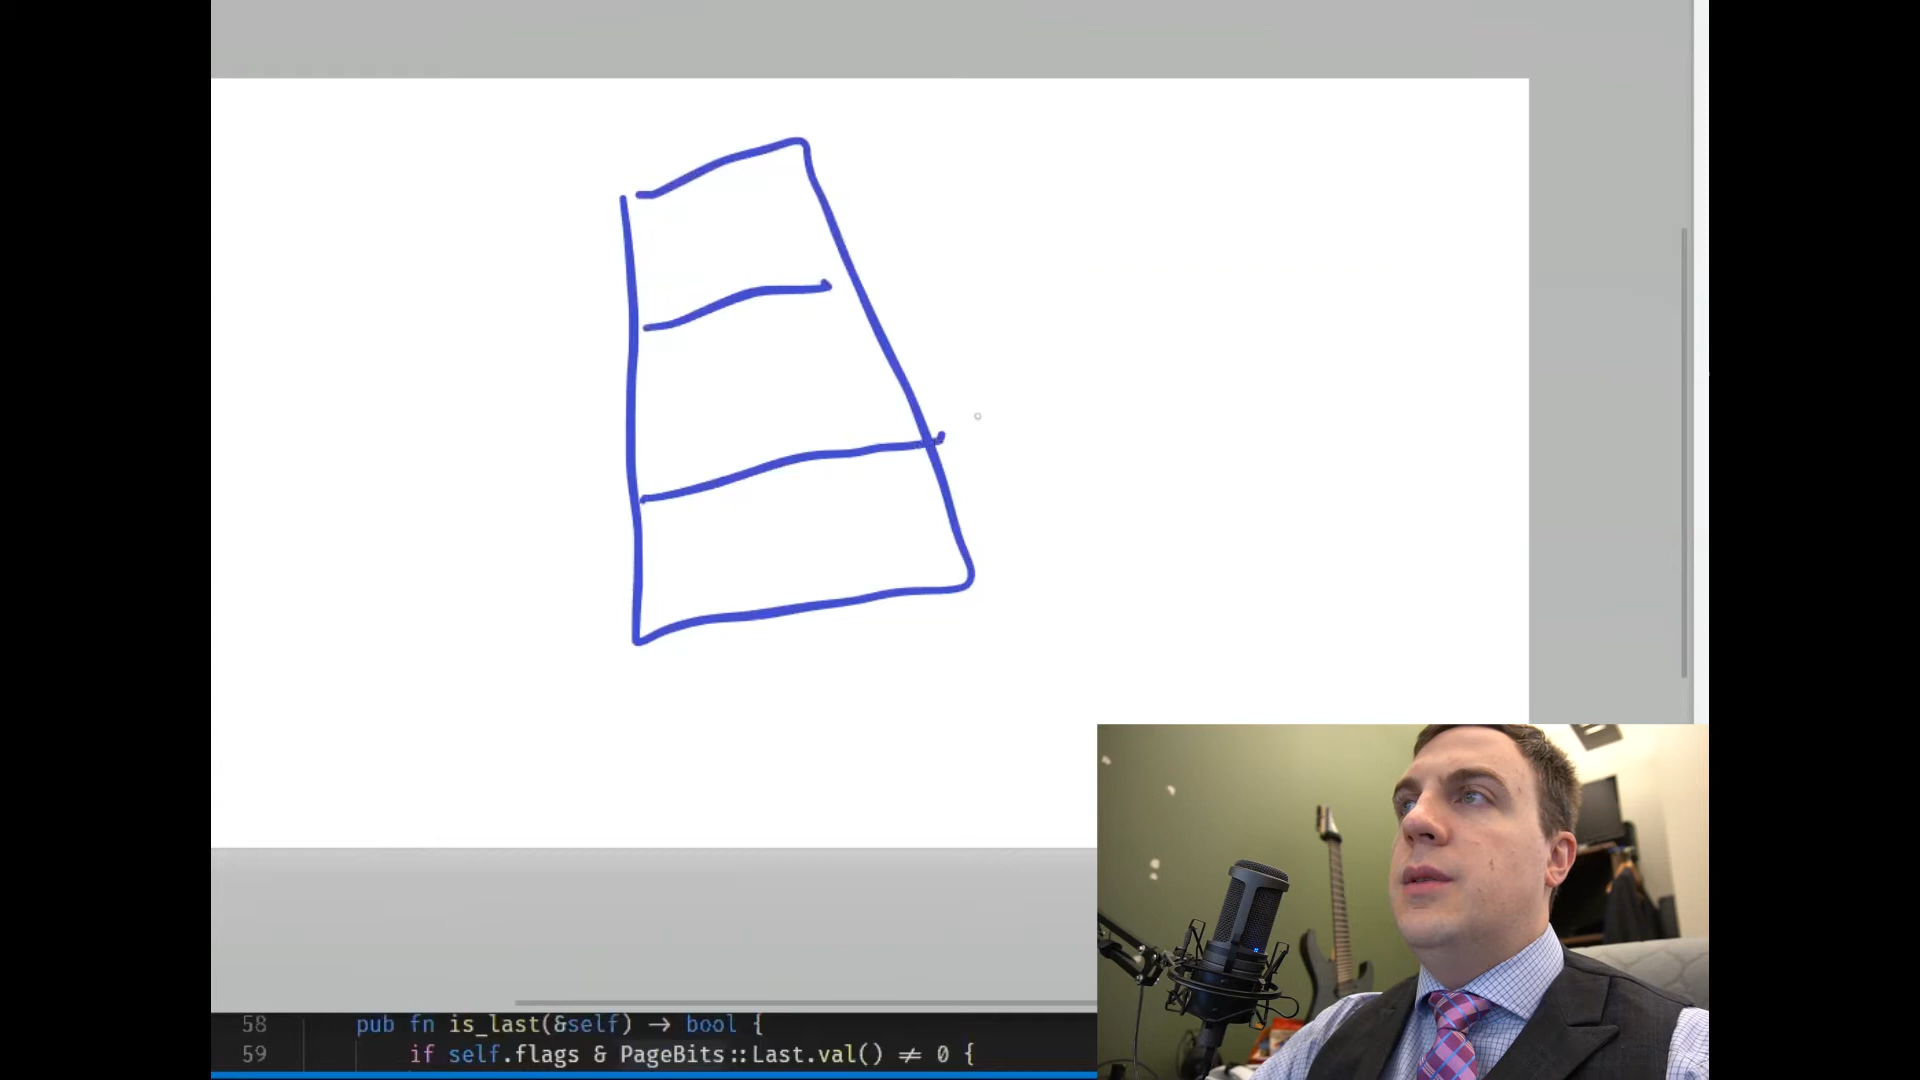 58 pub fn is_last(&self) → bool {
59 if self.flags & PageBits::Last.val() ≠ 0 {